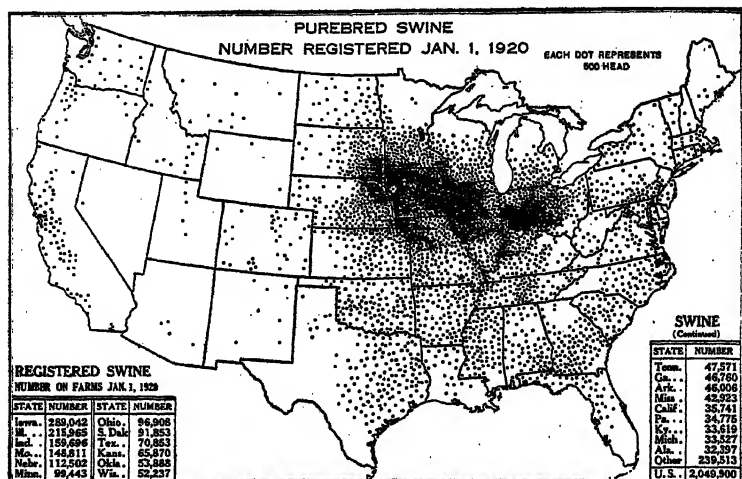 PUREBRED SWINE
NUMBER REGISTERED JAN. 1, 1920
EACH DOT REPRESENTS
500 HEAD
REGISTERED SWINE
NUMBER ON FARMS JAN. 1, 1920
STATE NUMBER STATE NUMBER
Iowa. 289,042 Ohio. 96,908
Ill. 215,965 S. Dak 91,853
Ind. 159,696 Tex. 70,853
Mo. 148,811 Kans. 65,870
Nebr. 112,502 Okla. 53,888
Minn. 99,443 Wis. 52,237
SWINE
(Continued)
STATE NUMBER
Tenn. 47,571
Ga. 46,760
Ark. 46,006
Miss 42,923
Calif. 35,741
Pa. 34,775
Ky. 33,619
Mich. 33,527
Ala. 32,397
Other 239,513
U.S. 2,049,900